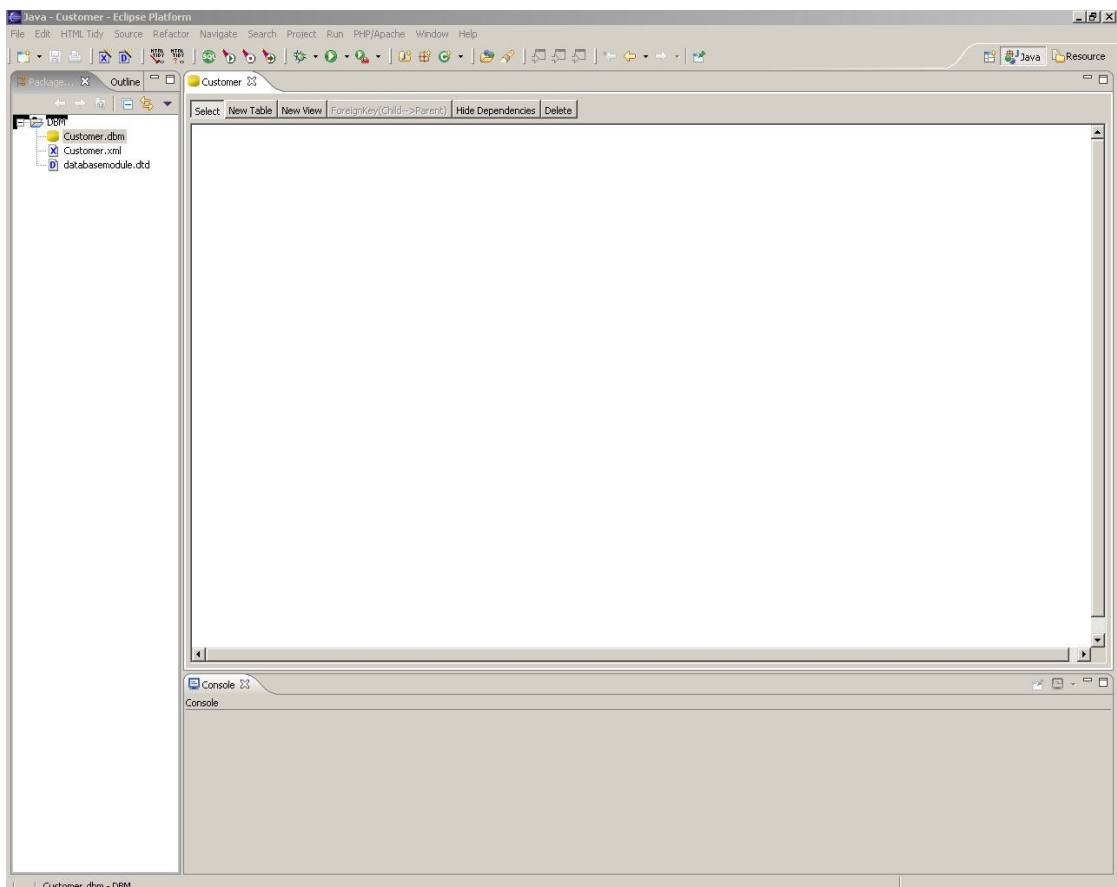 Java - Customer - Eclipse Platform
File Edit HTML Tidy Source Refactor Navigate Search Project Run PHP/Apache Window Help
Java Resource
Package... Outline
Customer
Select New Table New View ForeignKey(Child-->Parent) Hide Dependencies Delete
DBM
Customer.dbm
Customer.xml
databasemodule.dtd
Console
Console
Customer.dbm - DBM